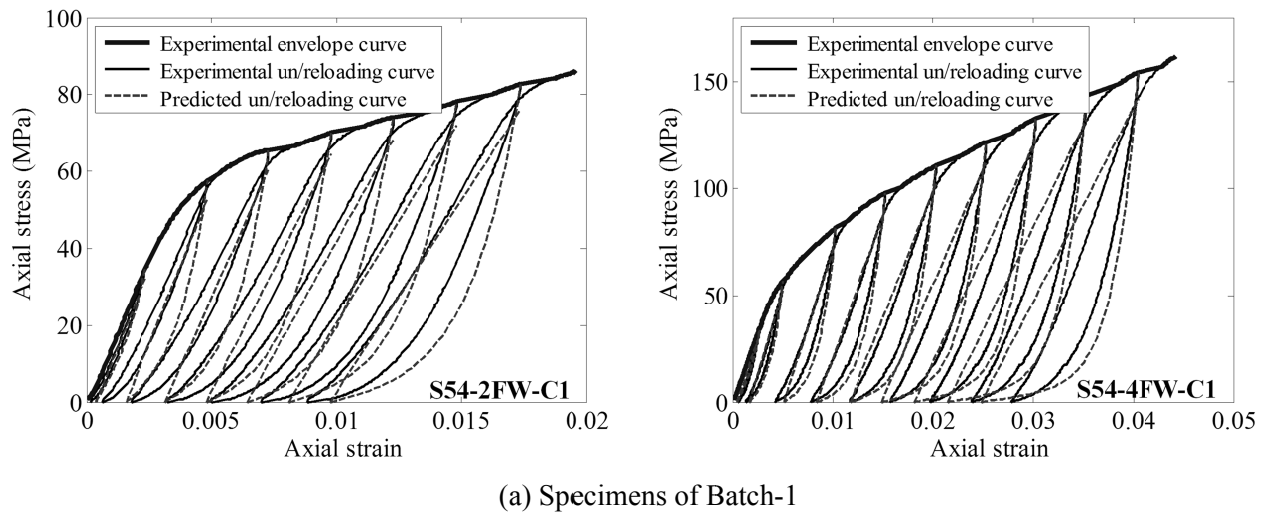 100
80
60
40
20
0
Axial stress (MPa)
Experimental envelope curve
Experimental un/reloading curve
Predicted un/reloading curve
S54-2FW-C1
0 0.005 0.01 0.015 0.02
Axial strain
150
100
50
0
Axial stress (MPa)
Experimental envelope curve
Experimental un/reloading curve
Predicted un/reloading curve
S54-4FW-C1
0 0.01 0.02 0.03 0.04 0.05
Axial strain
(a) Specimens of Batch-1